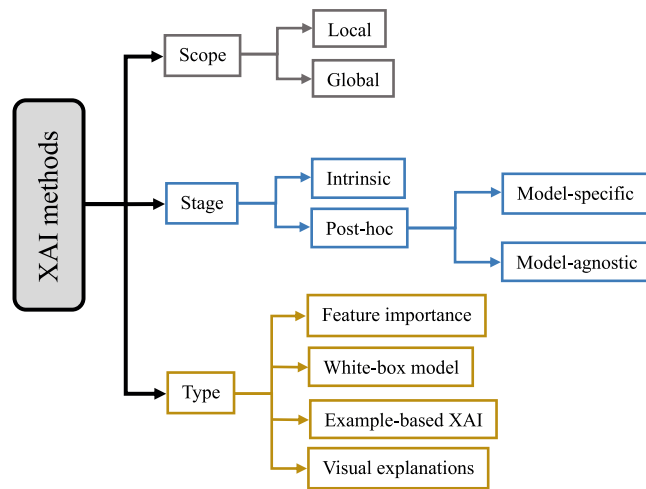 XAI methods
Scope
Local
Global
Stage
Intrinsic
Post-hoc
Model-specific
Model-agnostic
Type
Feature importance
White-box model
Example-based XAI
Visual explanations